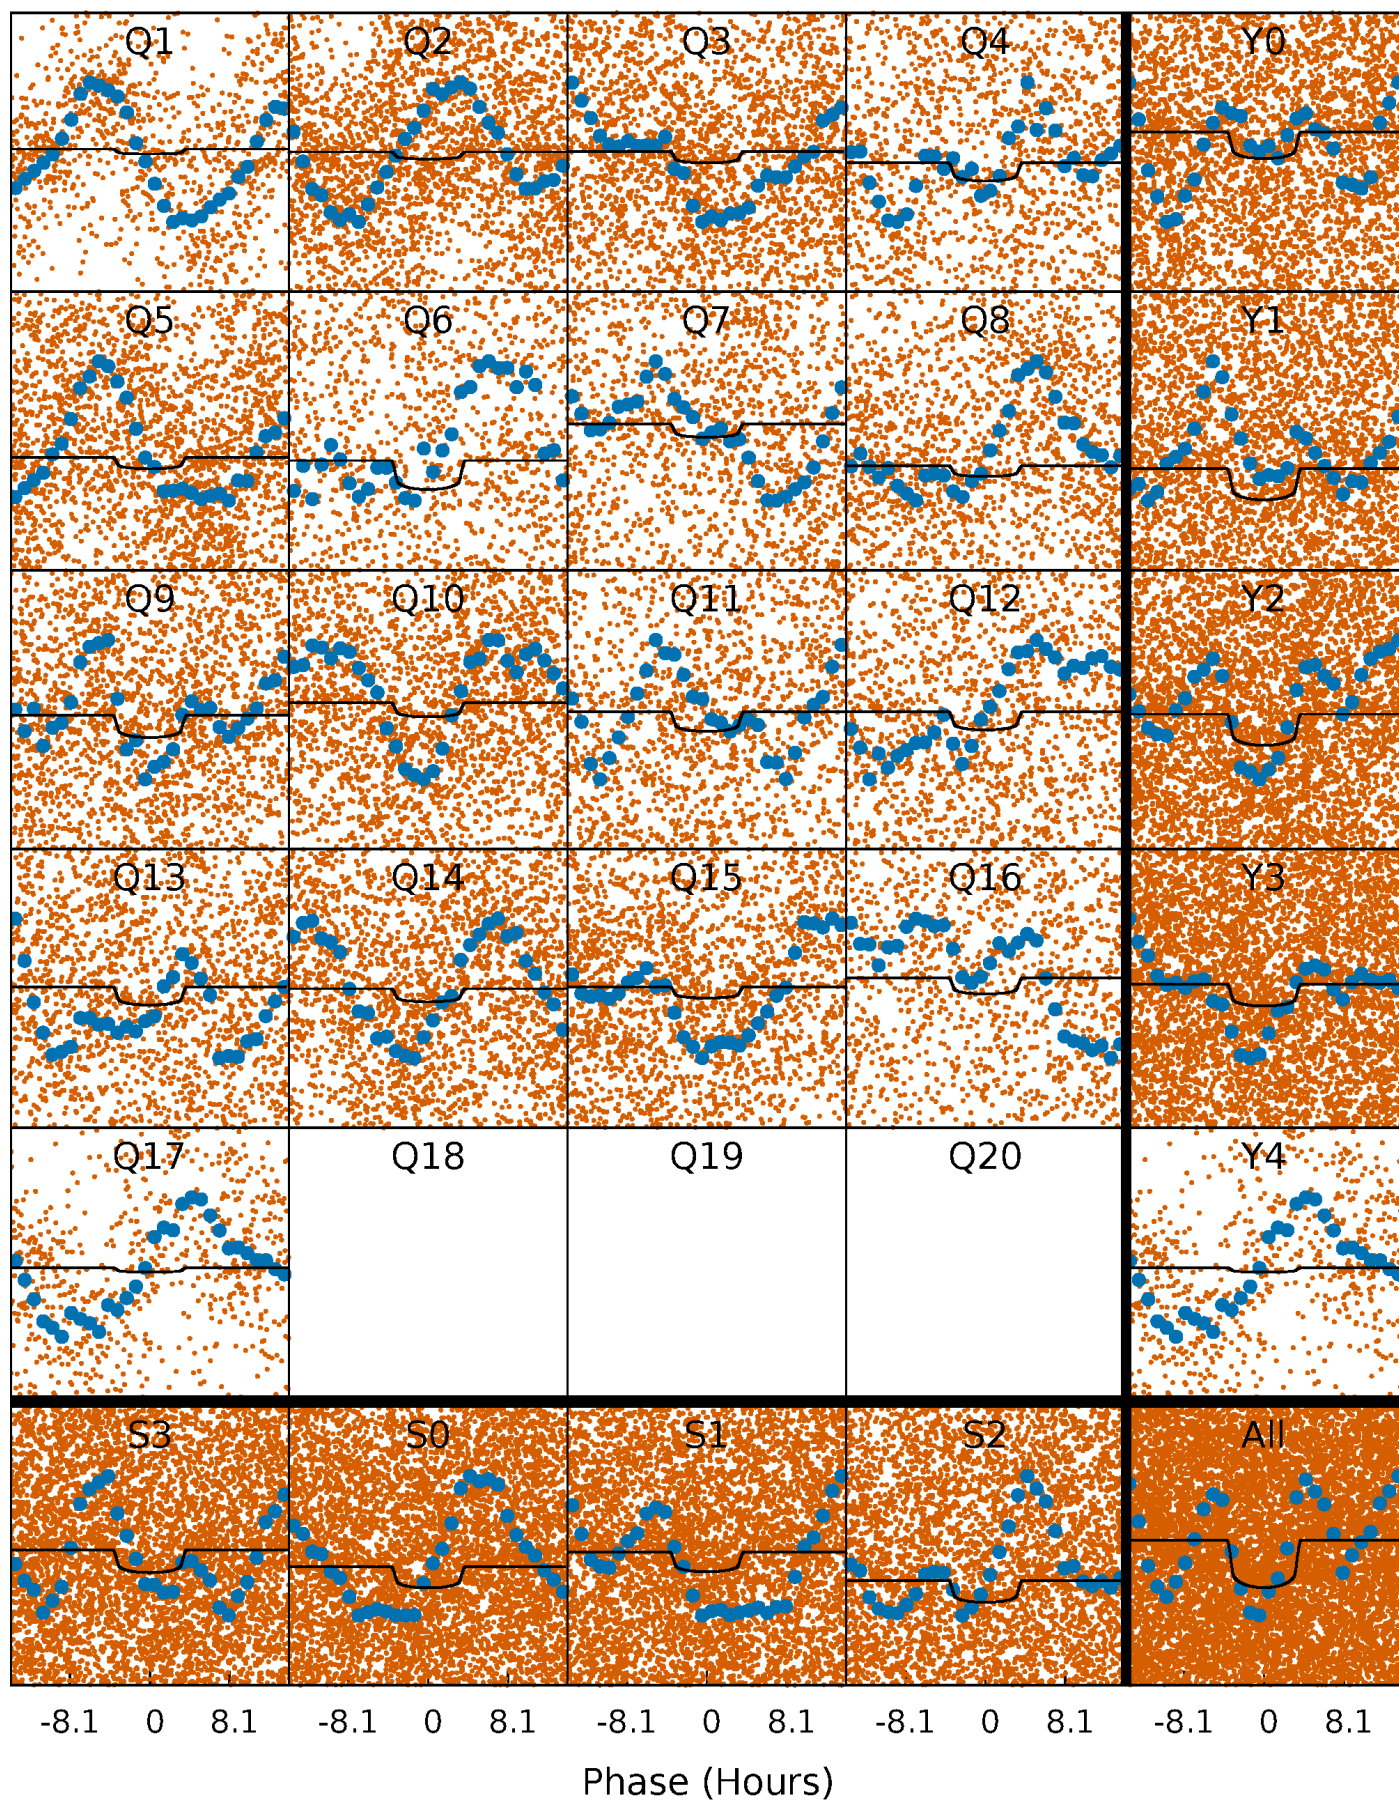 Q1 Q2 Q3 Q4 Y0
Q5 Q6 Q7 Q8 Y1
Q9 Q10 Q11 Q12 Y2
Q13 Q14 Q15 Q16 Y3
Q17 Q18 Q19 Q20 Y4
S3 S0 S1 S2 All
-8.1 0 8.1 -8.1 0 8.1 -8.1 0 8.1 -8.1 0 8.1 -8.1 0 8.1
Phase (Hours)